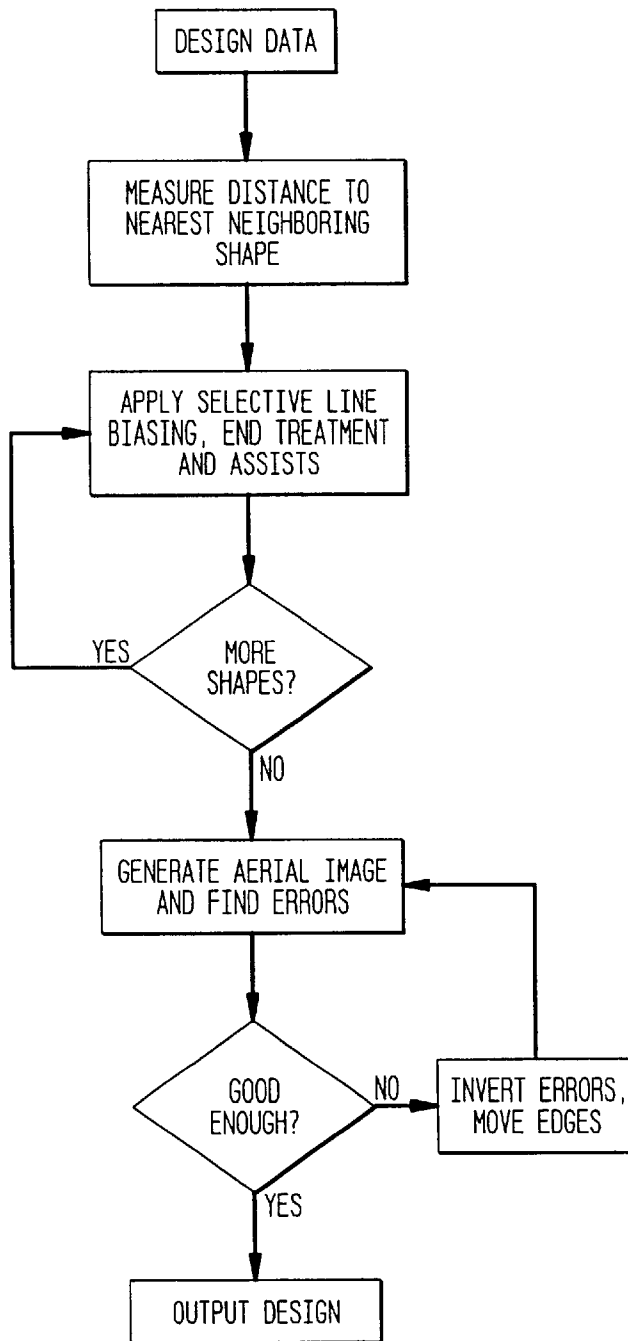 DESIGN DATA
MEASURE DISTANCE TO
NEAREST NEIGHBORING
SHAPE
APPLY SELECTIVE LINE
BIASING, END TREATMENT
AND ASSISTS
YES
MORE
SHAPES?
NO
GENERATE AERIAL IMAGE
AND FIND ERRORS
GOOD
ENOUGH?
NO
INVERT ERRORS,
MOVE EDGES
YES
OUTPUT DESIGN